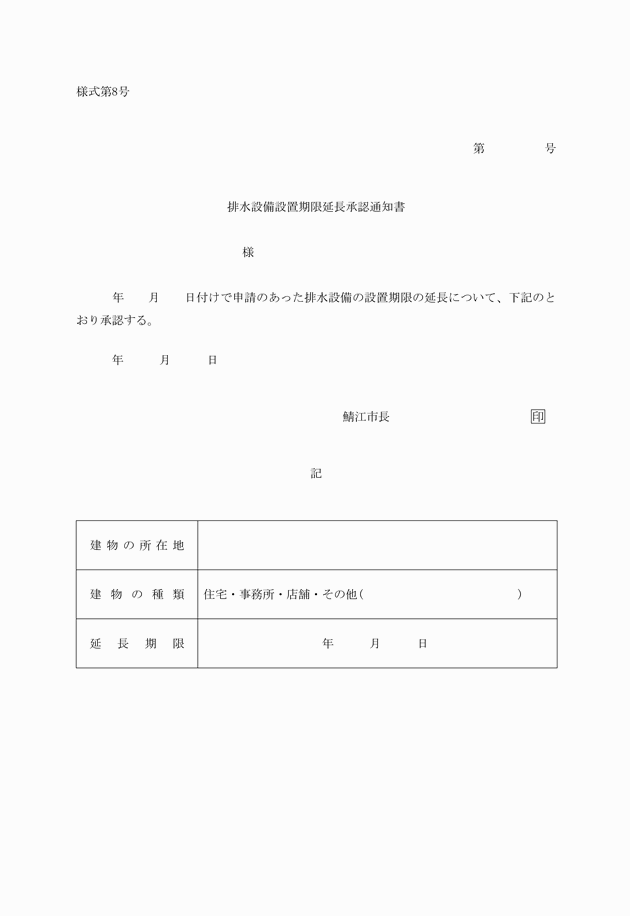 様式第8号
第　　　　　号
排水設備設置期限延長承認通知書
様
年　　月　　日付けで申請のあった排水設備の設置期限の延長について、下記のと
おり承認する。
年　　　月　　　日
鯖江市長　　　　　　　　　　　　印
記
建物の所在地
建物の種類　住宅・事務所・店舗・その他(　　　　　　　　　　　　　)
延長期限　年　　　月　　　日